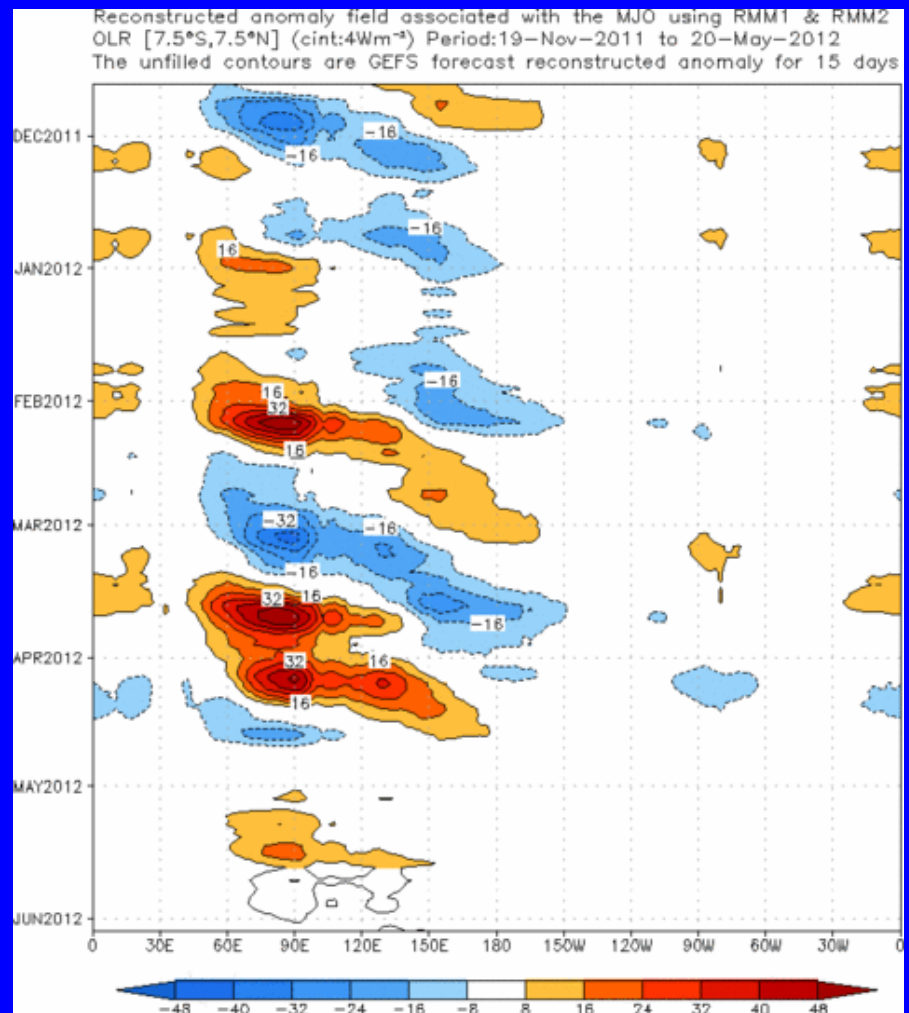 Reconstructed anomaly field associated with the MJO using RMM1 & RMM2
OLR [7.5°S,7.5°N] (cint:4Wm⁻²) Period:19-Nov-2011 to 20-May-2012
The unfilled contours are GEFS forecast reconstructed anomaly for 15 days
DEC2011
-16
-16
-16
16
JAN2012
-16
16
FEB2012
32
16
MAR2012
-32
-16
-16
32
16
-16
APR2012
32
16
16
MAY2012
JUN2012
0 30E 60E 90E 120E 150E 180 150W 120W 90W 60W 30W 0
-48 -40 -32 -24 -16 -8 8 16 24 32 40 48